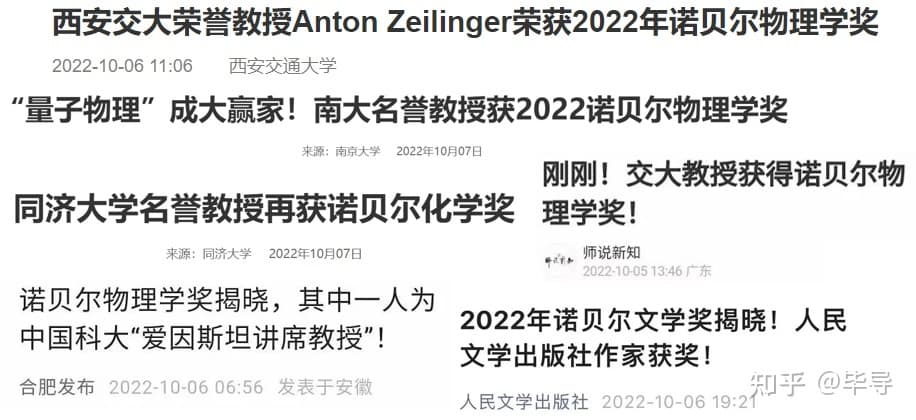 西安交大荣誉教授Anton Zeilinger荣获2022年诺贝尔物理学奖
2022-10-06 11:06 西安交通大学
“量子物理”成大赢家！南大名誉教授获2022诺贝尔物理学奖
来源：南京大学 2022年10月07日
同济大学名誉教授再获诺贝尔化学奖
来源：同济大学 2022年10月07日
刚刚！交大教授获得诺贝尔物
理学奖！
师说新知
师说新知
2022-10-05 13:46 广东
诺贝尔物理学奖揭晓，其中一人为
中国科大“爱因斯坦讲席教授”！
合肥发布 2022-10-06 06:56 发表于安徽
2022年诺贝尔文学奖揭晓！人民
文学出版社作家获奖！
人民文学出版社 2022-10-06 19:21
知乎 @毕导